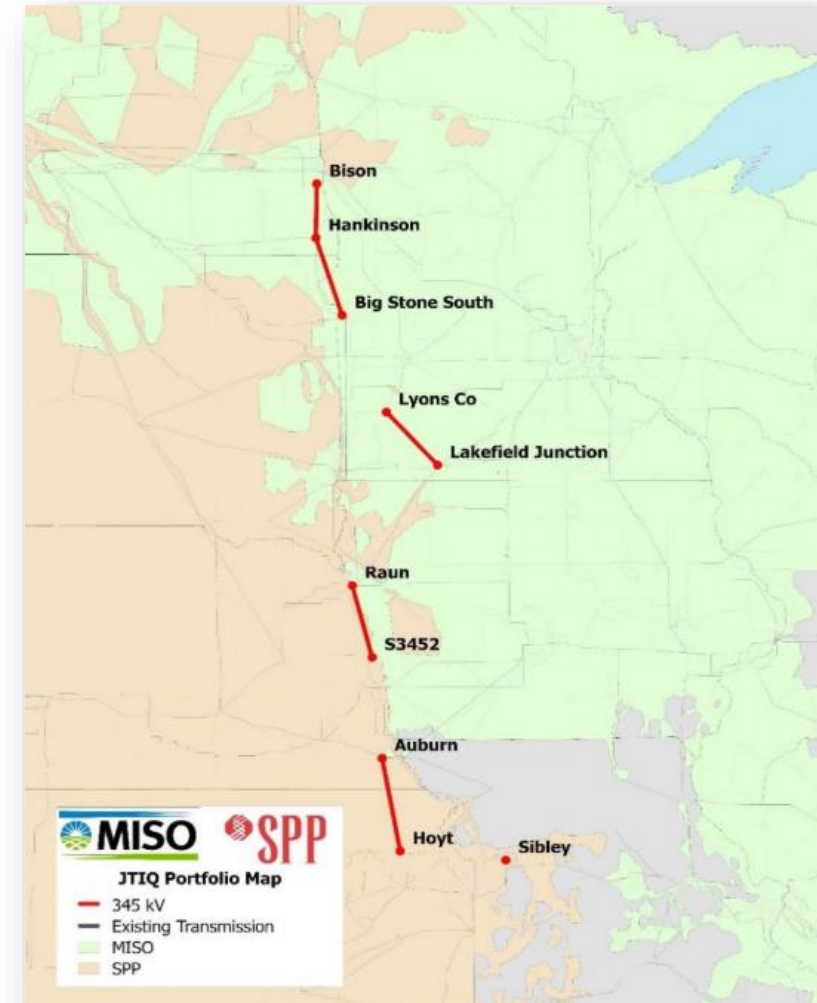 Bison
Hankinson
Big Stone South
Lyons Co
Lakefield Junction
Raun
S3452
Auburn
Hoyt
Sibley
MISO SPP
JTIQ Portfolio Map
345 kV
Existing Transmission
MISO
SPP